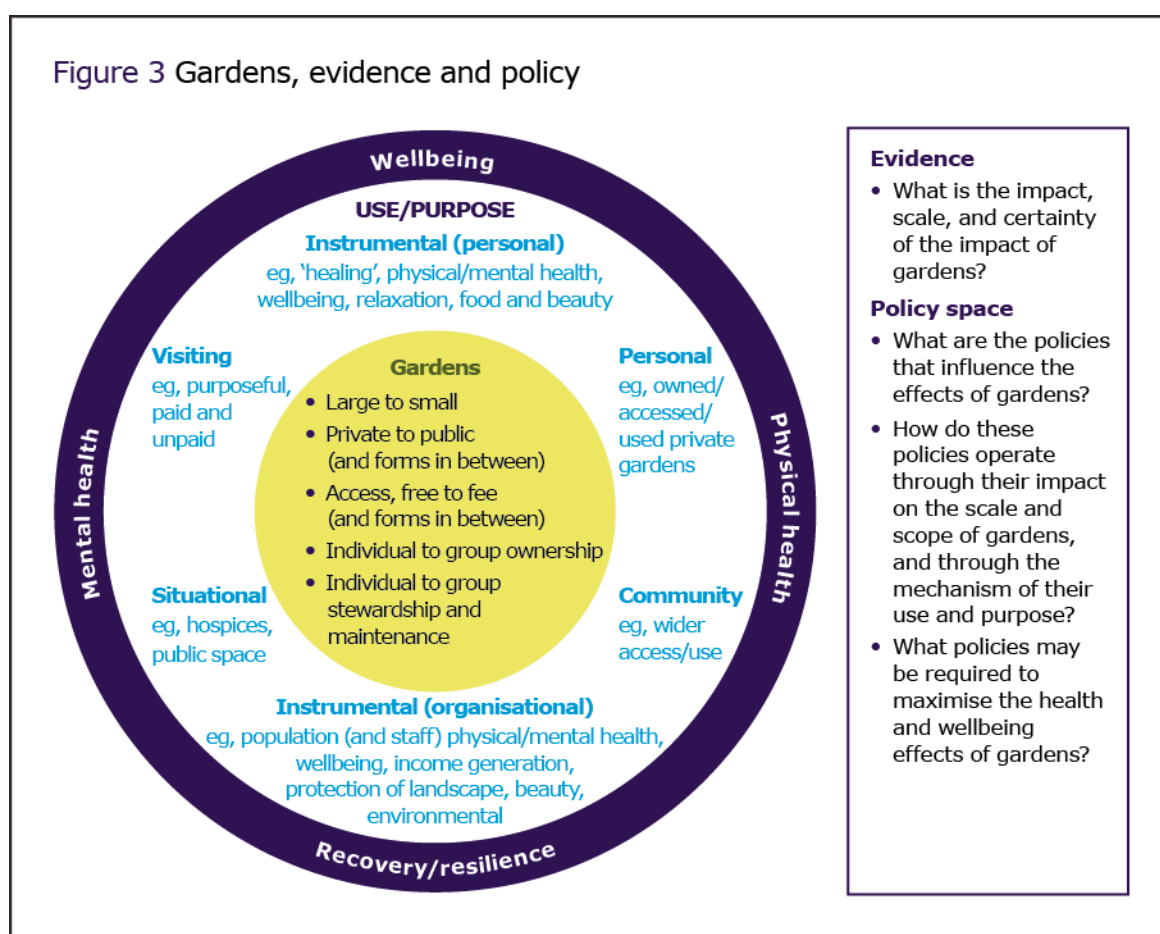 Figure 3 Gardens, evidence and policy
Wellbeing
USE/PURPOSE
Instrumental (personal)
eg, ‘healing’, physical/mental health,
wellbeing, relaxation, food and beauty
Visiting
eg, purposeful,
paid and
unpaid
Personal
eg, owned/
accessed/
used private
gardens
Gardens
• Large to small
• Private to public
(and forms in between)
• Access, free to fee
(and forms in between)
• Individual to group ownership
• Individual to group
stewardship and
maintenance
Mental health
Physical health
Situational
eg, hospices,
public space
Community
eg, wider
access/use
Instrumental (organisational)
eg, population (and staff) physical/mental health,
wellbeing, income generation,
protection of landscape, beauty,
environmental
Recovery/resilience
Evidence
• What is the impact,
scale, and certainty
of the impact of
gardens?
Policy space
• What are the policies
that influence the
effects of gardens?
• How do these
policies operate
through their impact
on the scale and
scope of gardens,
and through the
mechanism of their
use and purpose?
• What policies may
be required to
maximise the health
and wellbeing
effects of gardens?